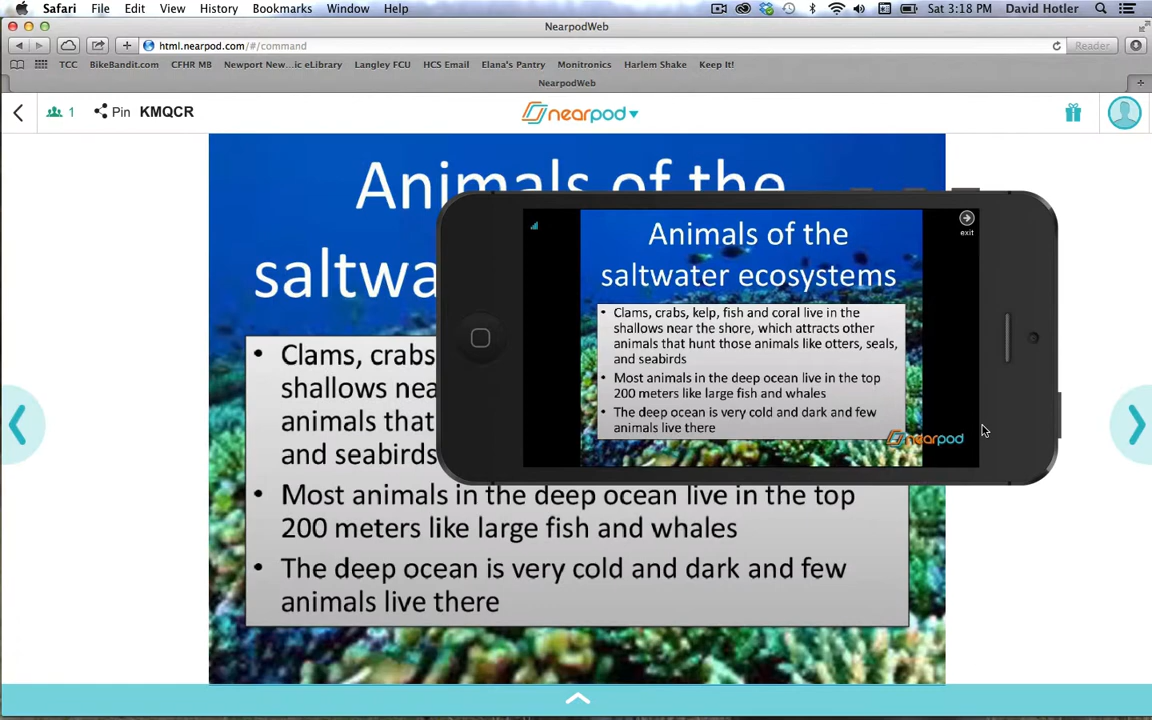 Safari File Edit View History Bookmarks Window Help Sat 3:18 PM David Hotler
NearpodWeb
html.nearpod.com/#/command Reader
TCC BikeBandit.com CFHR MB Newport New...ic eLibrary Langley FCU HCS Email Elana's Pantry Monitronics Harlem Shake Keep It!
NearpodWeb
1 Pin KMQCR nearpod
Animals of the
saltwa
• Clams, crabs
shallows nea
animals that
and seabirds
• Most animals in the deep ocean live in the top
200 meters like large fish and whales
• The deep ocean is very cold and dark and few
animals live there
exit
Animals of the
saltwater ecosystems
• Clams, crabs, kelp, fish and coral live in the
shallows near the shore, which attracts other
animals that hunt those animals like otters, seals,
and seabirds
• Most animals in the deep ocean live in the top
200 meters like large fish and whales
• The deep ocean is very cold and dark and few
animals live there
nearpod